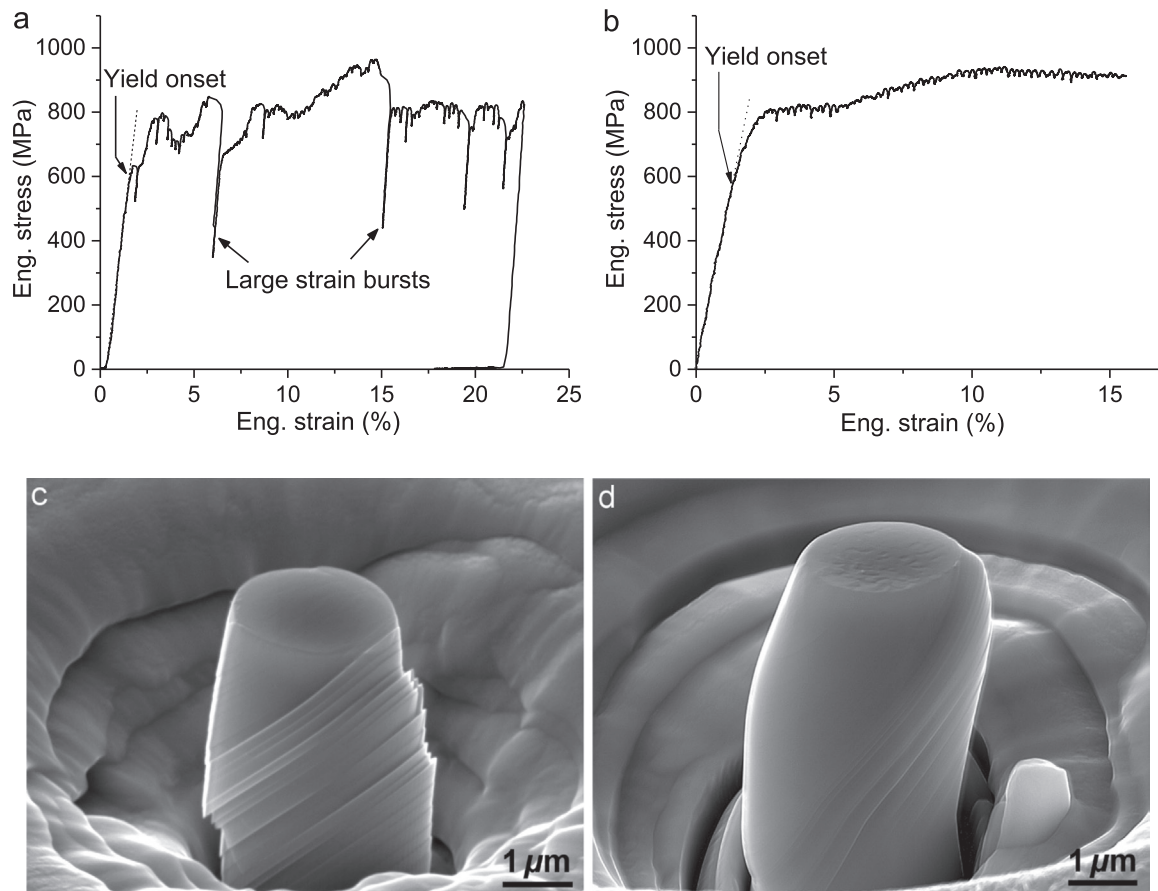 a
Yield onset
Large strain bursts
Eng. stress (MPa)
1000
800
600
400
200
0
0 5 10 15 20 25
Eng. strain (%)
b
Yield onset
Eng. stress (MPa)
1000
800
600
400
200
0
0 5 10 15
Eng. strain (%)
c
1 μm
d
1 μm